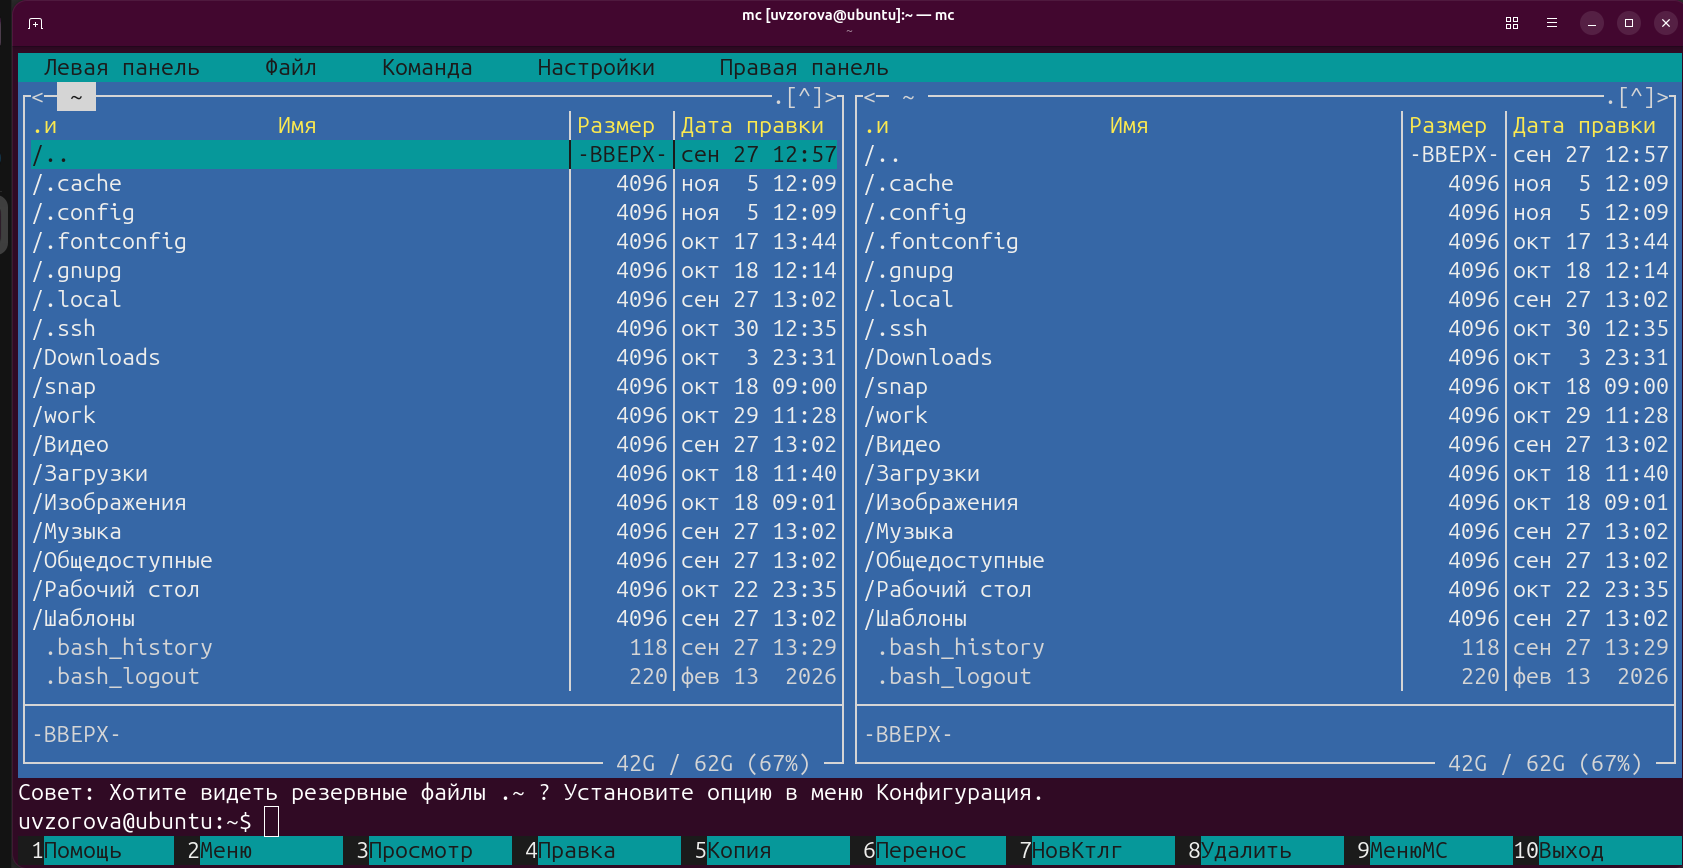 mc [uvzorova@ubuntu]:~ — mc
~
Левая панель Файл Команда Настройки Правая панель
<─ ~ .[^]> <─ ~ .[^]>
.и Имя Размер Дата правки .и Имя Размер Дата правки
/.. -ВВЕРХ- сен 27 12:57 /.. -ВВЕРХ- сен 27 12:57
/.cache 4096 ноя 5 12:09 /.cache 4096 ноя 5 12:09
/.config 4096 ноя 5 12:09 /.config 4096 ноя 5 12:09
/.fontconfig 4096 окт 17 13:44 /.fontconfig 4096 окт 17 13:44
/.gnupg 4096 окт 18 12:14 /.gnupg 4096 окт 18 12:14
/.local 4096 сен 27 13:02 /.local 4096 сен 27 13:02
/.ssh 4096 окт 30 12:35 /.ssh 4096 окт 30 12:35
/Downloads 4096 окт 3 23:31 /Downloads 4096 окт 3 23:31
/snap 4096 окт 18 09:00 /snap 4096 окт 18 09:00
/work 4096 окт 29 11:28 /work 4096 окт 29 11:28
/Видео 4096 сен 27 13:02 /Видео 4096 сен 27 13:02
/Загрузки 4096 окт 18 11:40 /Загрузки 4096 окт 18 11:40
/Изображения 4096 окт 18 09:01 /Изображения 4096 окт 18 09:01
/Музыка 4096 сен 27 13:02 /Музыка 4096 сен 27 13:02
/Общедоступные 4096 сен 27 13:02 /Общедоступные 4096 сен 27 13:02
/Рабочий стол 4096 окт 22 23:35 /Рабочий стол 4096 окт 22 23:35
/Шаблоны 4096 сен 27 13:02 /Шаблоны 4096 сен 27 13:02
.bash_history 118 сен 27 13:29 .bash_history 118 сен 27 13:29
.bash_logout 220 фев 13 2026 .bash_logout 220 фев 13 2026
-ВВЕРХ- -ВВЕРХ-
42G / 62G (67%) 42G / 62G (67%)
Совет: Хотите видеть резервные файлы .~ ? Установите опцию в меню Конфигурация.
uvzorova@ubuntu:~$
1Помощь 2Меню 3Просмотр 4Правка 5Копия 6Перенос 7НовКтлг 8Удалить 9МенюМС 10Выход